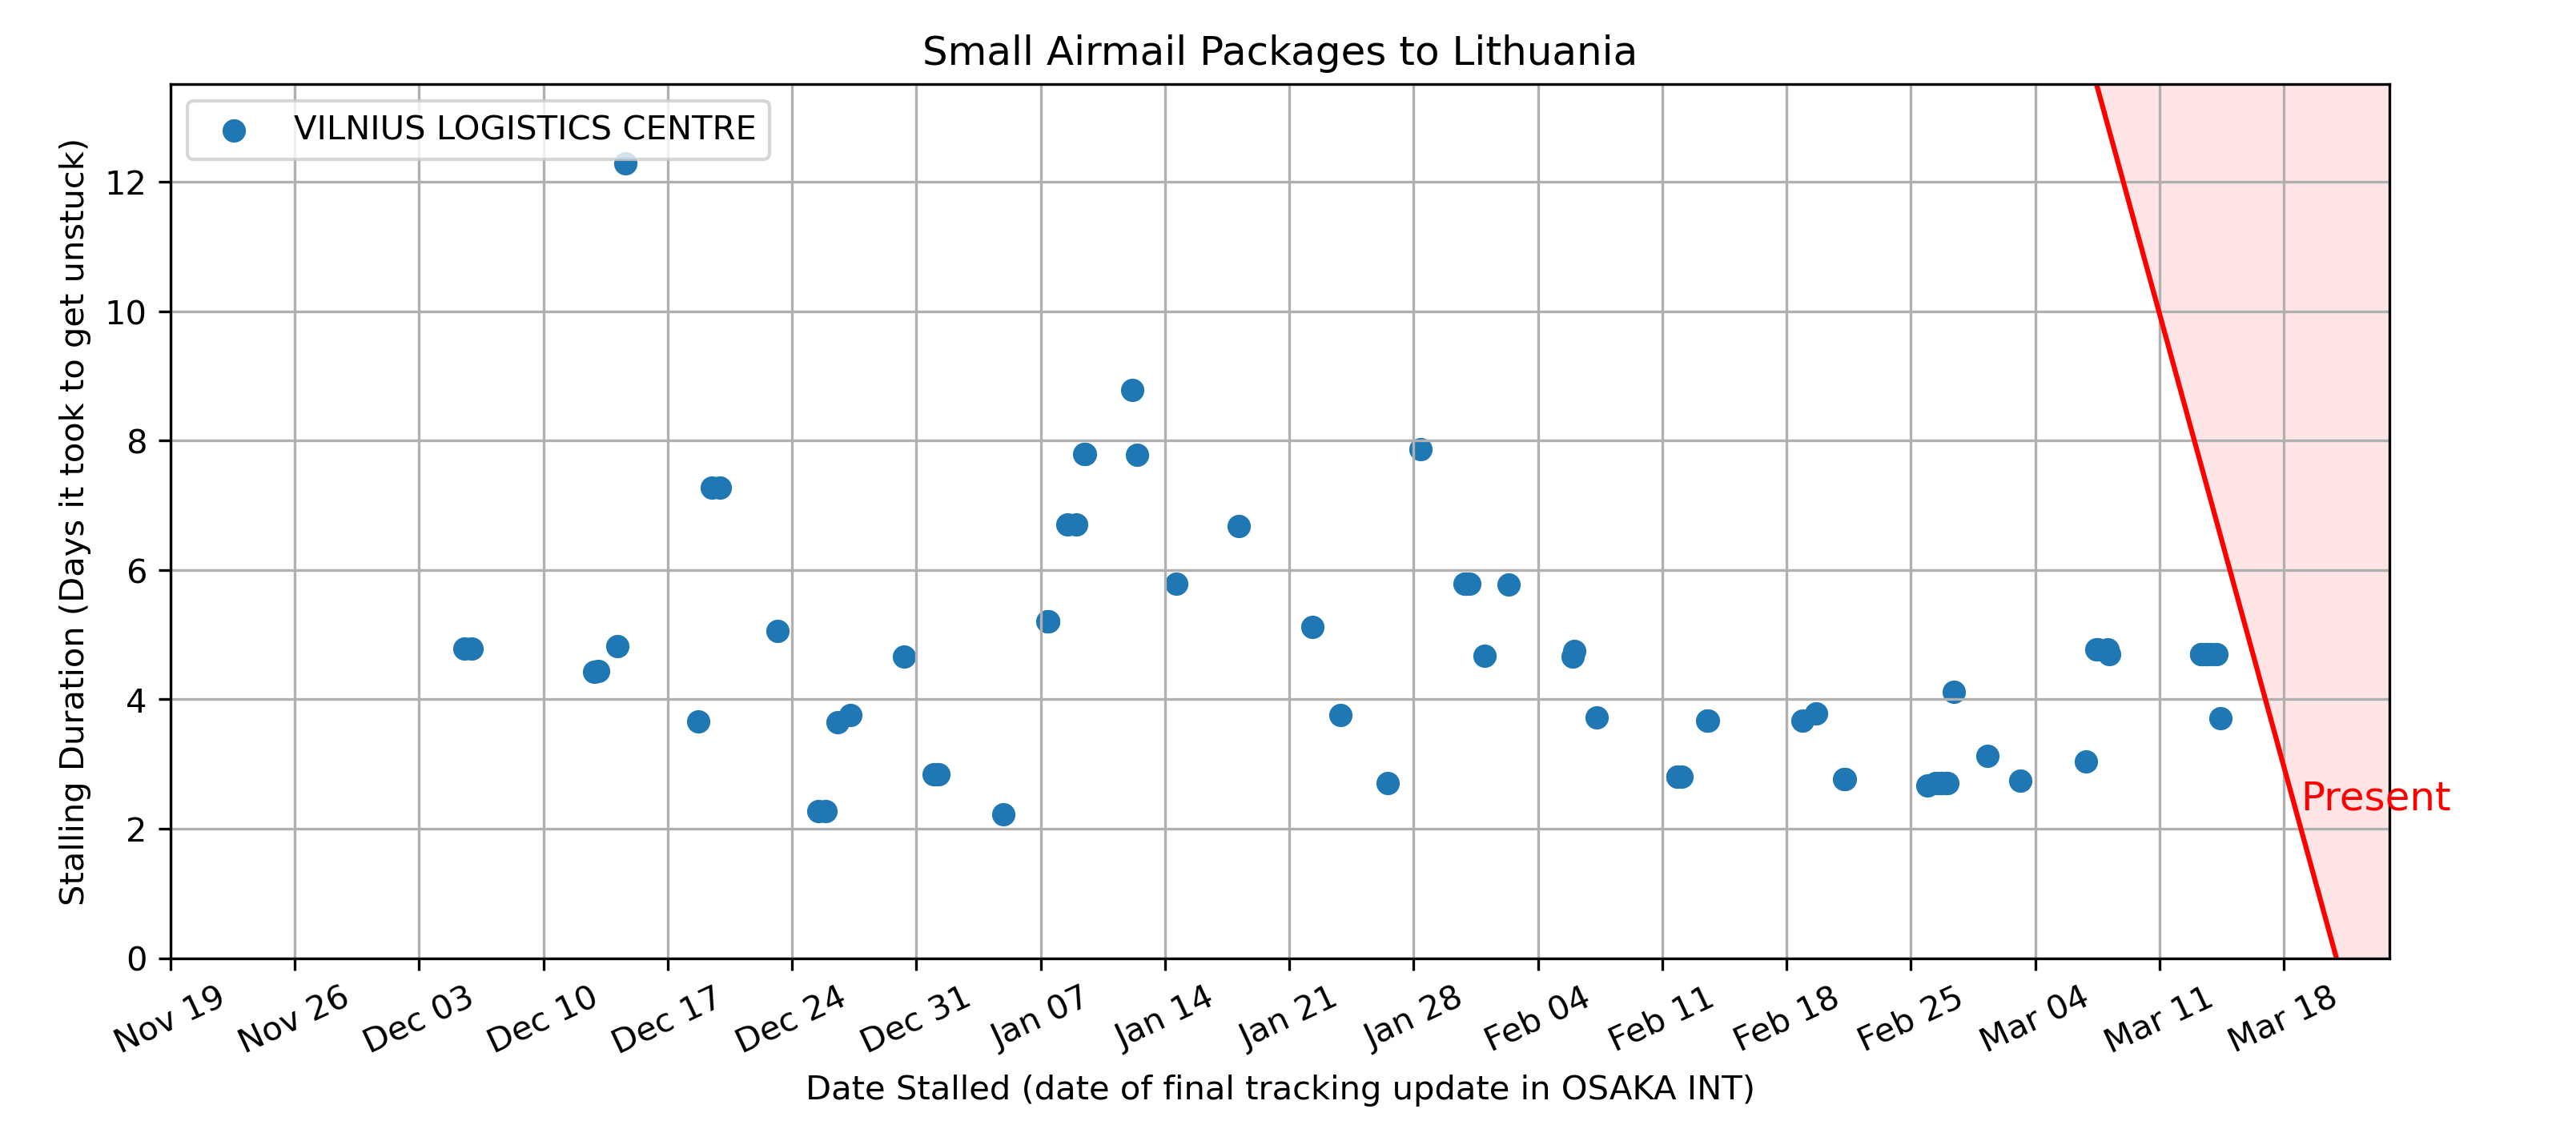 Small Airmail Packages to Lithuania
VILNIUS LOGISTICS CENTRE
Stalling Duration (Days it took to get unstuck)
12
10
8
6
4
2
0
Present
Nov 19
Nov 26
Dec 03
Dec 10
Dec 17
Dec 24
Dec 31
Jan 07
Jan 14
Jan 21
Jan 28
Feb 04
Feb 11
Feb 18
Feb 25
Mar 04
Mar 11
Mar 18
Date Stalled (date of final tracking update in OSAKA INT)